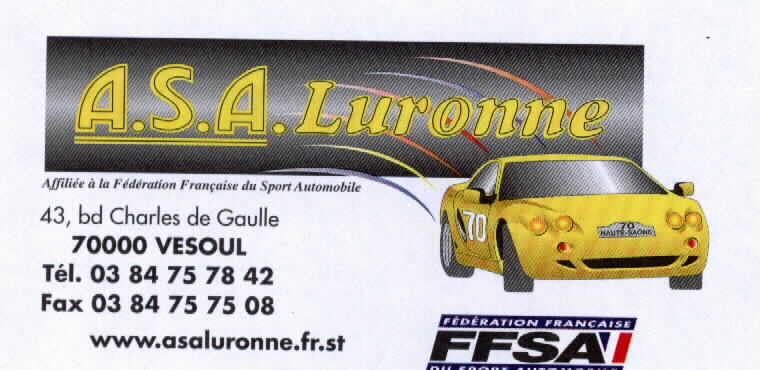 A.S.A. Luronne
Affiliée à la Fédération Française du Sport Automobile
43, bd Charles de Gaulle
70000 VESOUL
Tél. 03 84 75 78 42
Fax 03 84 75 75 08
www.asaluronne.fr.st
70
70
HAUTE-SAÔNE
FÉDÉRATION FRANÇAISE
FFSA
DU SPORT AUTOMOBILE